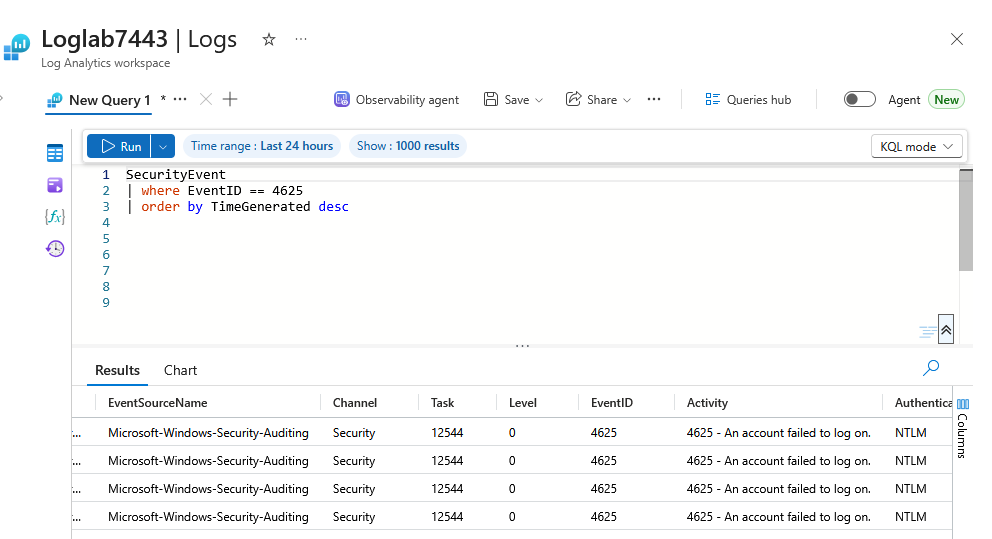 Loglab7443 | Logs ☆ ...
Log Analytics workspace
New Query 1 * ...
Observability agent
Save
Share
...
Queries hub
Agent New
Run
Time range : Last 24 hours
Show : 1000 results
KQL mode
1 SecurityEvent
2 | where EventID == 4625
3 | order by TimeGenerated desc
4
5
6
7
8
9
...
Results Chart
EventSourceName Channel Task Level EventID Activity Authentica
... Microsoft-Windows-Security-Auditing Security 12544 0 4625 4625 - An account failed to log on. NTLM
... Microsoft-Windows-Security-Auditing Security 12544 0 4625 4625 - An account failed to log on. NTLM
... Microsoft-Windows-Security-Auditing Security 12544 0 4625 4625 - An account failed to log on. NTLM
... Microsoft-Windows-Security-Auditing Security 12544 0 4625 4625 - An account failed to log on. NTLM
Columns